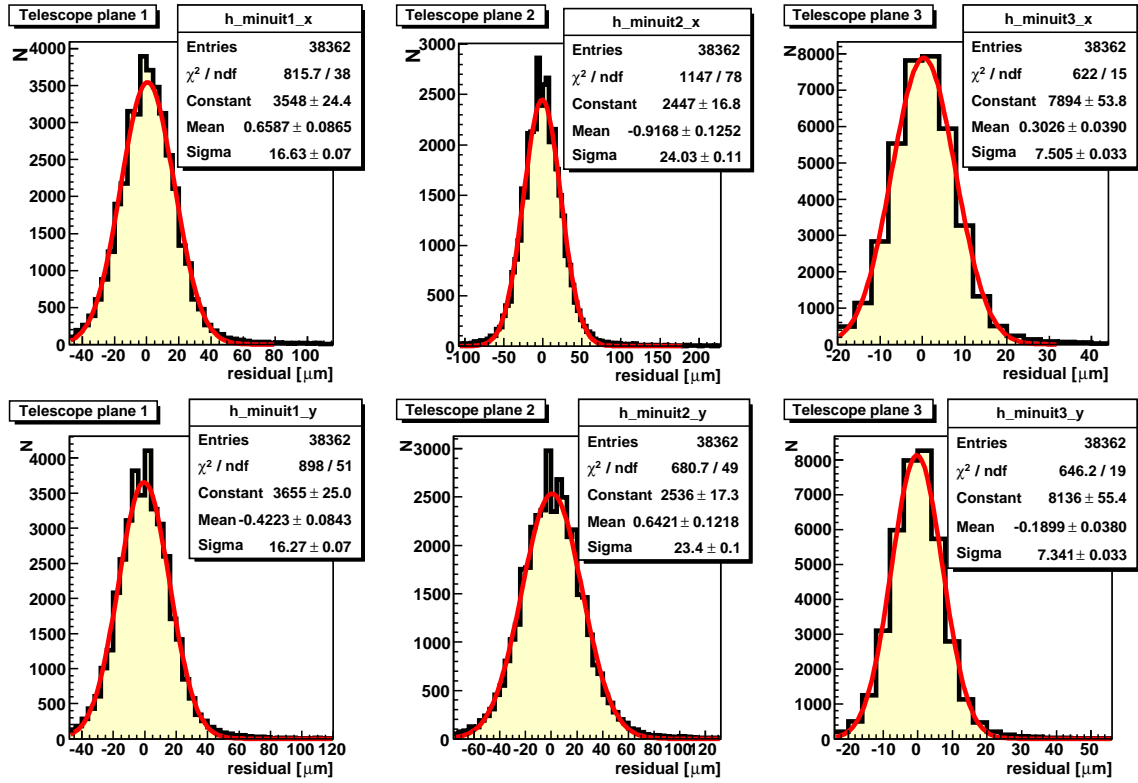 Telescope plane 1
h_minuit1_x
Entries 38362
χ² / ndf 815.7 / 38
Constant 3548 ± 24.4
Mean 0.6587 ± 0.0865
Sigma 16.63 ± 0.07
N
4000
3500
3000
2500
2000
1500
1000
500
0
-40 -20 0 20 40 60 80 100
residual [μm]
Telescope plane 2
h_minuit2_x
Entries 38362
χ² / ndf 1147 / 78
Constant 2447 ± 16.8
Mean -0.9168 ± 0.1252
Sigma 24.03 ± 0.11
N
3000
2500
2000
1500
1000
500
0
-100 -50 0 50 100 150 200
residual [μm]
Telescope plane 3
h_minuit3_x
Entries 38362
χ² / ndf 622 / 15
Constant 7894 ± 53.8
Mean 0.3026 ± 0.0390
Sigma 7.505 ± 0.033
N
8000
7000
6000
5000
4000
3000
2000
1000
0
-20 -10 0 10 20 30 40
residual [μm]
Telescope plane 1
h_minuit1_y
Entries 38362
χ² / ndf 898 / 51
Constant 3655 ± 25.0
Mean -0.4223 ± 0.0843
Sigma 16.27 ± 0.07
N
4000
3500
3000
2500
2000
1500
1000
500
0
-40 -20 0 20 40 60 80 100 120
residual [μm]
Telescope plane 2
h_minuit2_y
Entries 38362
χ² / ndf 680.7 / 49
Constant 2536 ± 17.3
Mean 0.6421 ± 0.1218
Sigma 23.4 ± 0.1
N
3000
2500
2000
1500
1000
500
0
-60 -40 -20 0 20 40 60 80 100 120
residual [μm]
Telescope plane 3
h_minuit3_y
Entries 38362
χ² / ndf 646.2 / 19
Constant 8136 ± 55.4
Mean -0.1899 ± 0.0380
Sigma 7.341 ± 0.033
N
8000
7000
6000
5000
4000
3000
2000
1000
0
-20 -10 0 10 20 30 40 50
residual [μm]